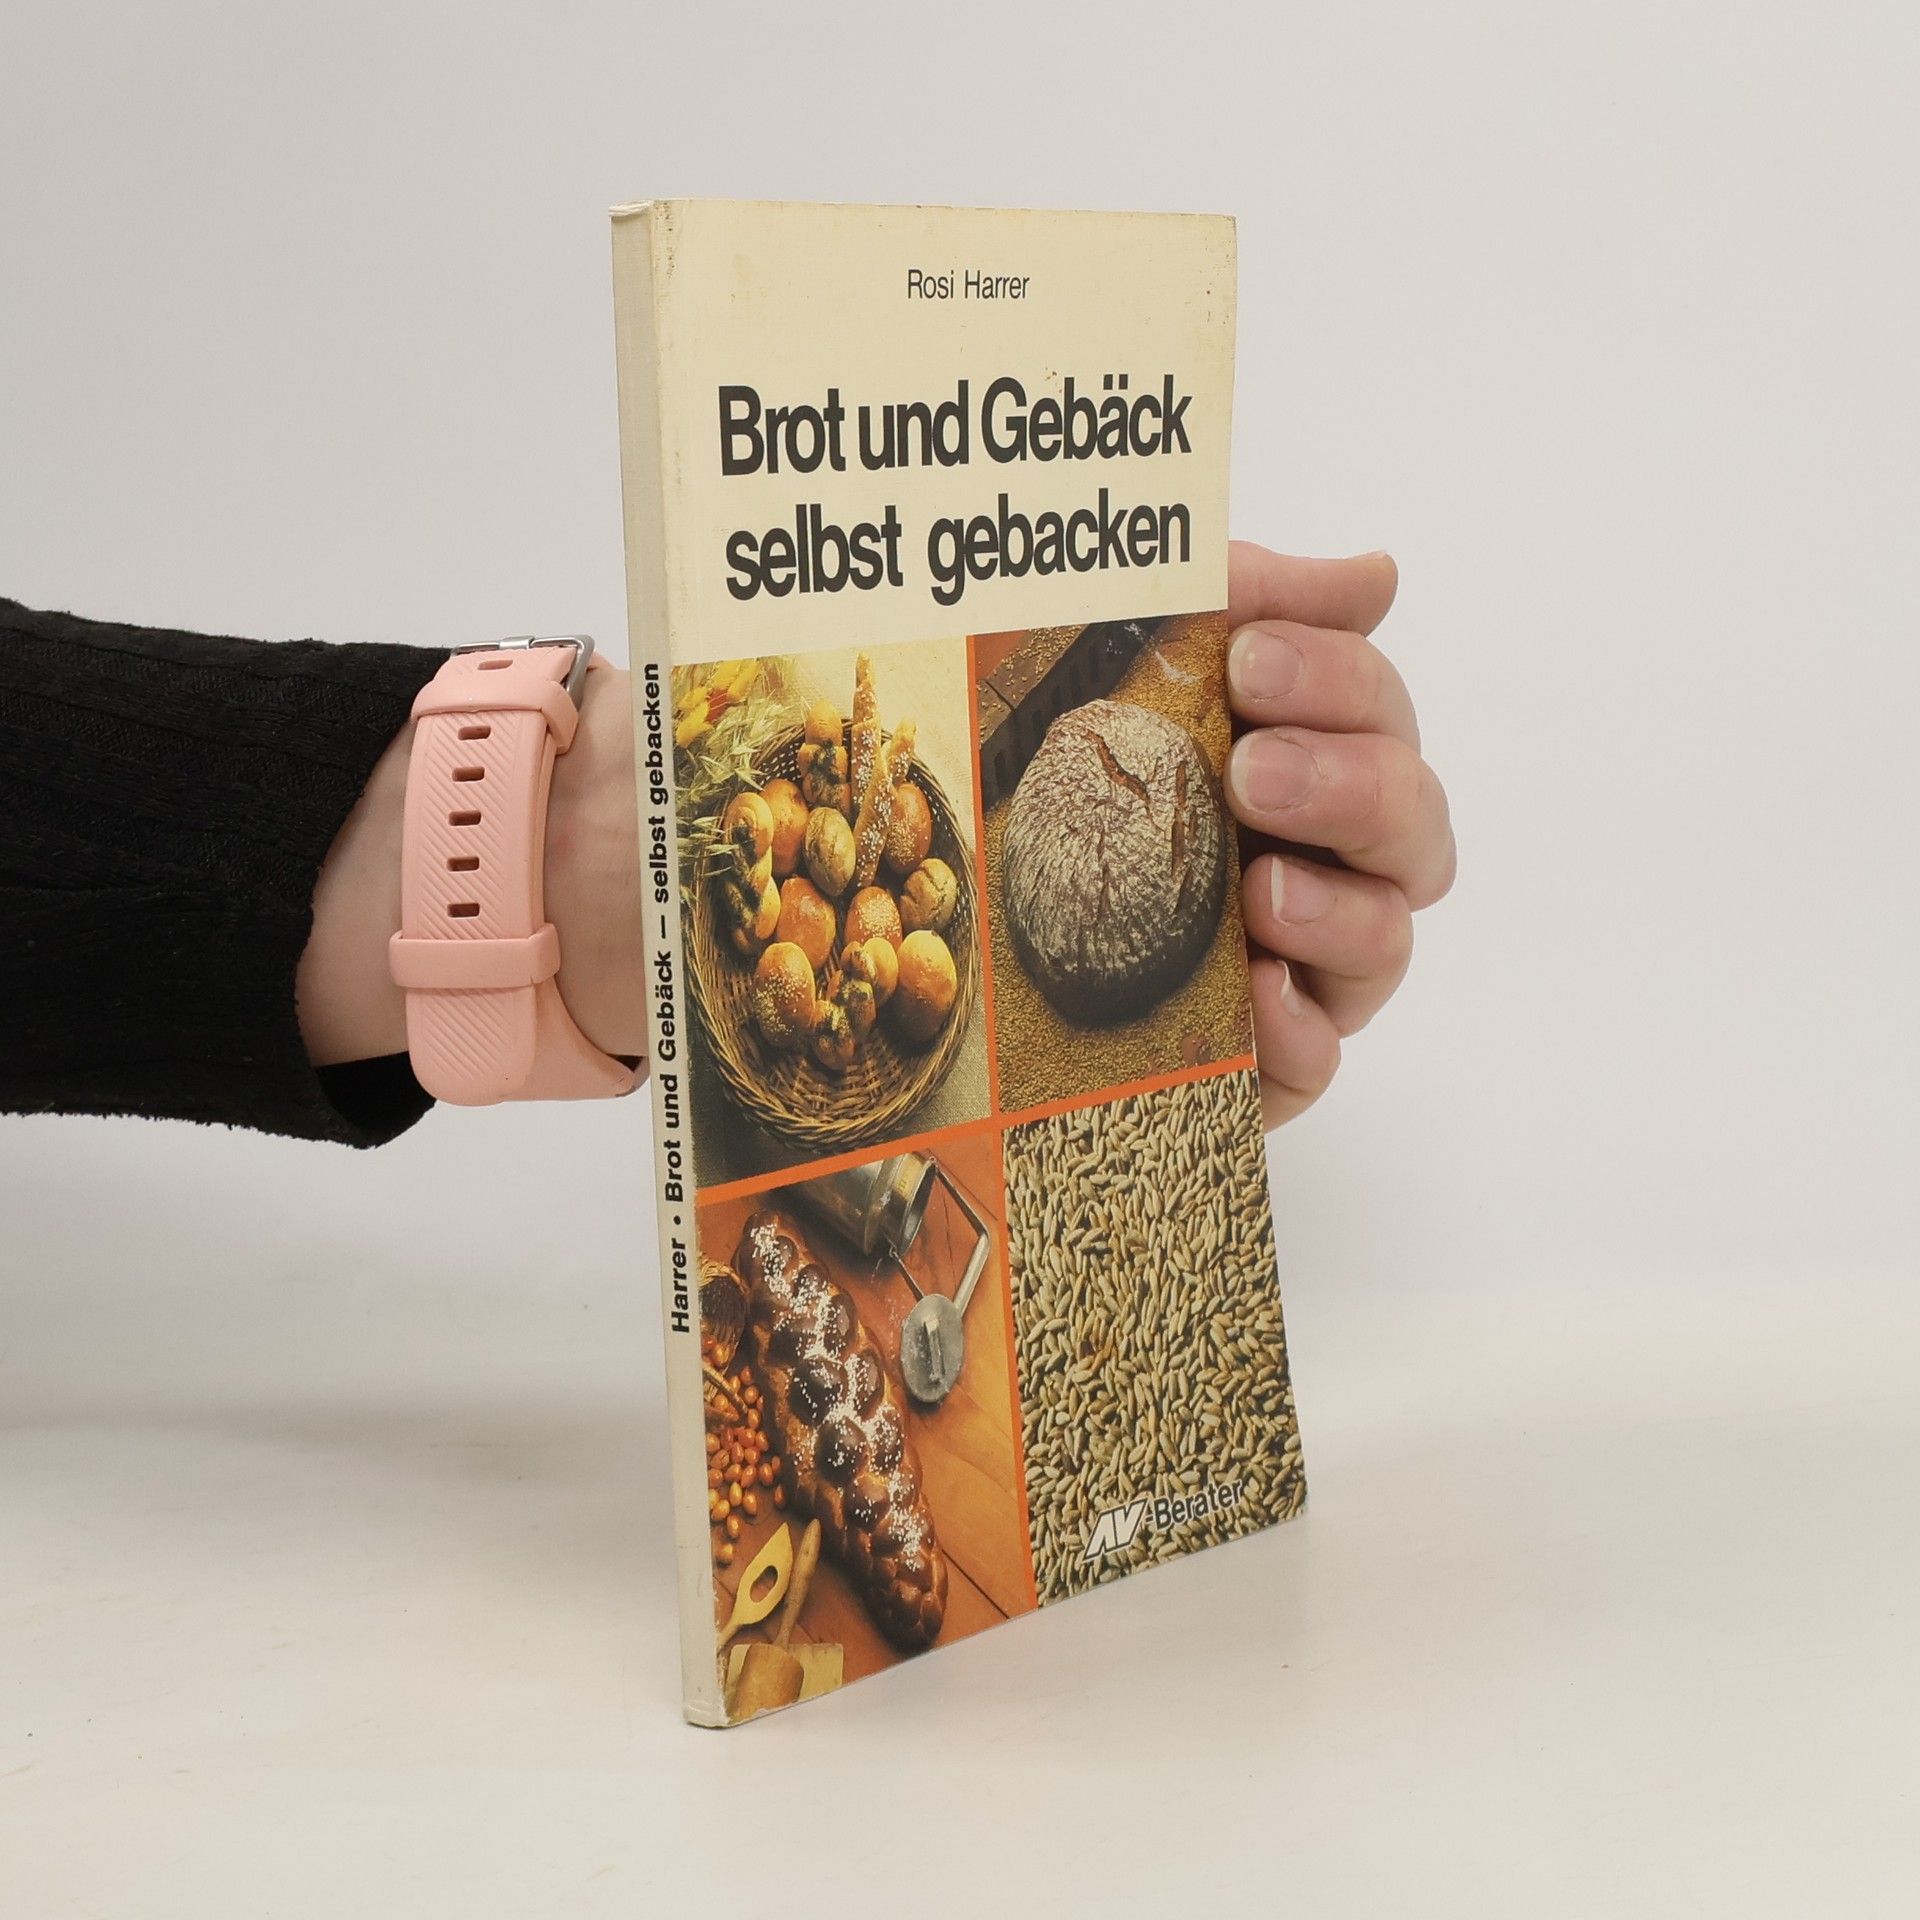 Rosi Harrer
Brot und Gebäck
selbst gebacken
AV-Berater
Harrer • Brot und Gebäck — selbst gebacken